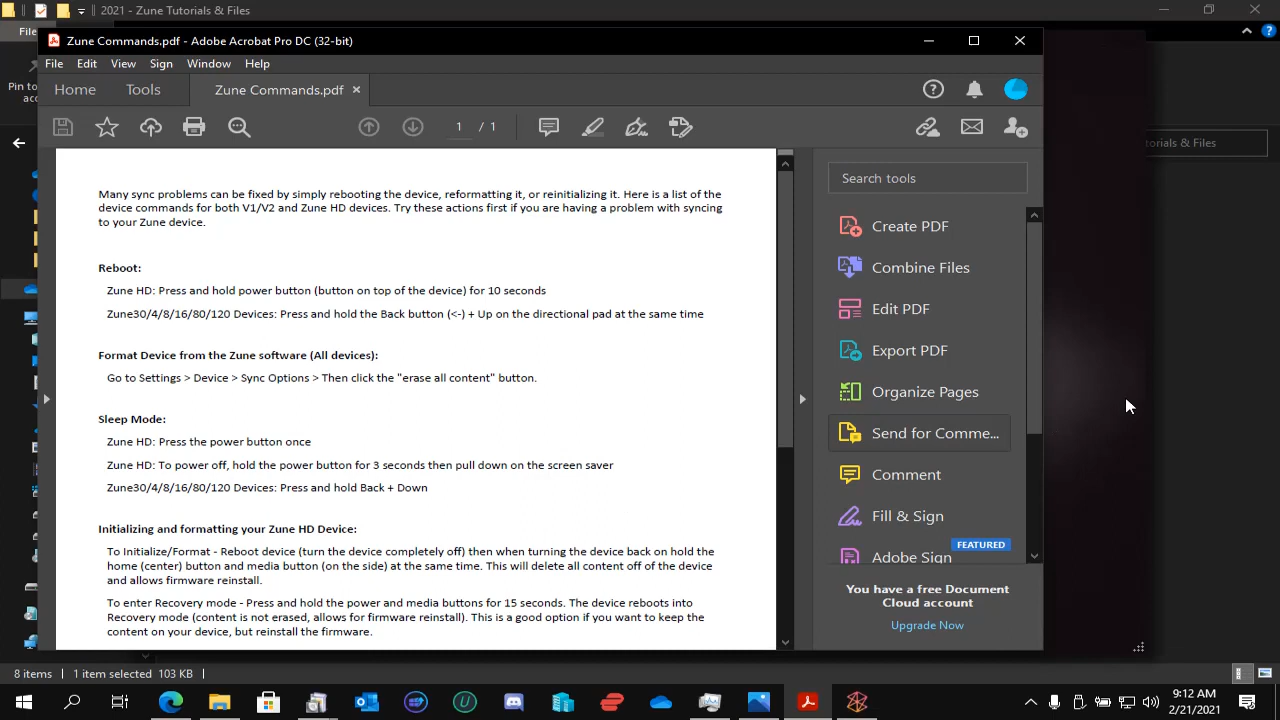 2021 - Zune Tutorials & Files
File
Zune Commands.pdf - Adobe Acrobat Pro DC (32-bit)
File Edit View Sign Window Help
Pin to
acc
Home Tools Zune Commands.pdf
1 / 1
torials & Files
Search tools
Many sync problems can be fixed by simply rebooting the device, reformatting it, or reinitializing it. Here is a list of the
device commands for both V1/V2 and Zune HD devices. Try these actions first if you are having a problem with syncing
to your Zune device.
Reboot:
Zune HD: Press and hold power button (button on top of the device) for 10 seconds
Zune30/4/8/16/80/120 Devices: Press and hold the Back button (<-) + Up on the directional pad at the same time
Format Device from the Zune software (All devices):
Go to Settings > Device > Sync Options > Then click the "erase all content" button.
Sleep Mode:
Zune HD: Press the power button once
Zune HD: To power off, hold the power button for 3 seconds then pull down on the screen saver
Zune30/4/8/16/80/120 Devices: Press and hold Back + Down
Initializing and formatting your Zune HD Device:
To Initialize/Format - Reboot device (turn the device completely off) then when turning the device back on hold the
home (center) button and media button (on the side) at the same time. This will delete all content off of the device
and allows firmware reinstall.
To enter Recovery mode - Press and hold the power and media buttons for 15 seconds. The device reboots into
Recovery mode (content is not erased, allows for firmware reinstall). This is a good option if you want to keep the
content on your device, but reinstall the firmware.
Create PDF
Combine Files
Edit PDF
Export PDF
Organize Pages
Send for Comme...
Comment
Fill & Sign
FEATURED
Adobe Sign
You have a free Document
Cloud account
Upgrade Now
8 items 1 item selected 103 KB
9:12 AM
2/21/2021